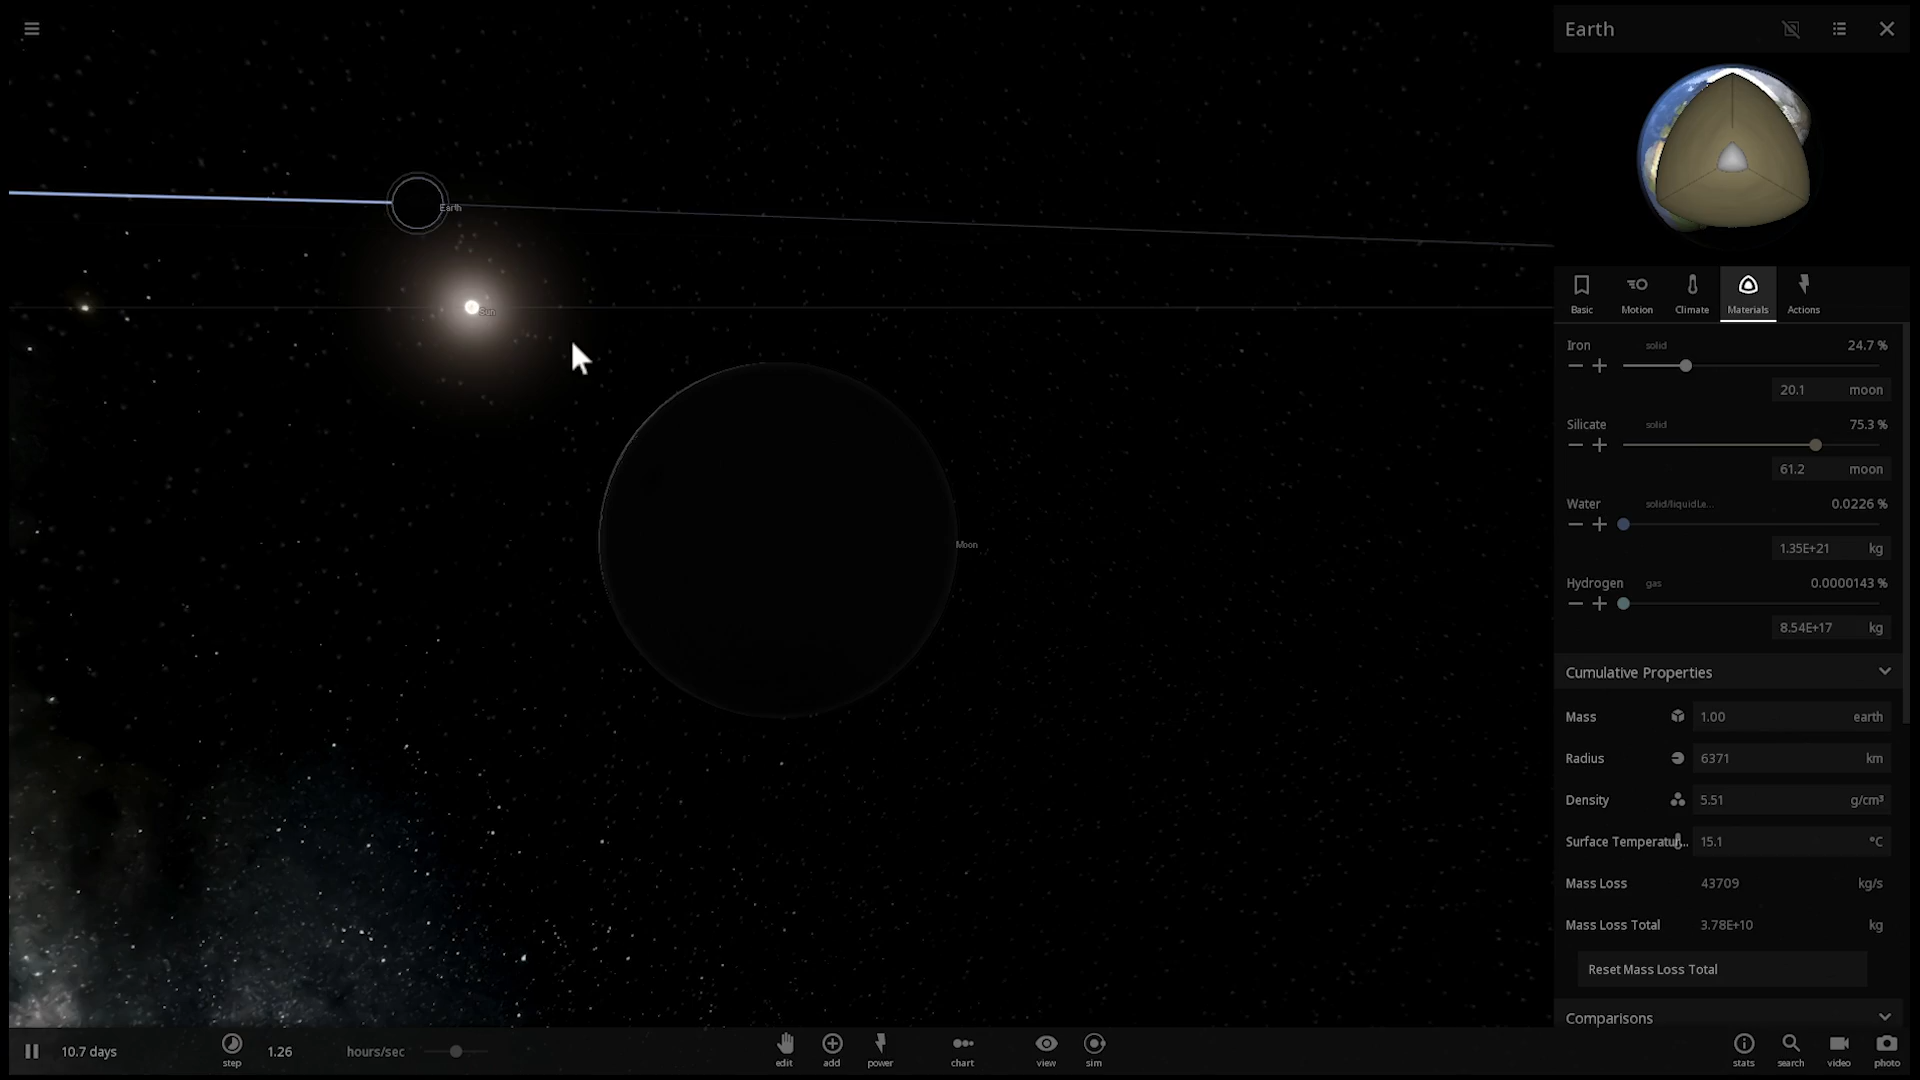 Earth
Earth
Sun
Moon
Basic Motion Climate Materials Actions
Iron solid 24.7 %
20.1 moon
Silicate solid 75.3 %
61.2 moon
Water solid/liquidLe... 0.0226 %
1.35E+21 kg
Hydrogen gas 0.0000143 %
8.54E+17 kg
Cumulative Properties
Mass 1.00 earth
Radius 6371 km
Density 5.51 g/cm³
Surface Temperatur... 15.1 °C
Mass Loss 43709 kg/s
Mass Loss Total 3.78E+10 kg
Reset Mass Loss Total
Comparisons
10.7 days step 1.26 hours/sec edit add power chart view sim stats search video photo